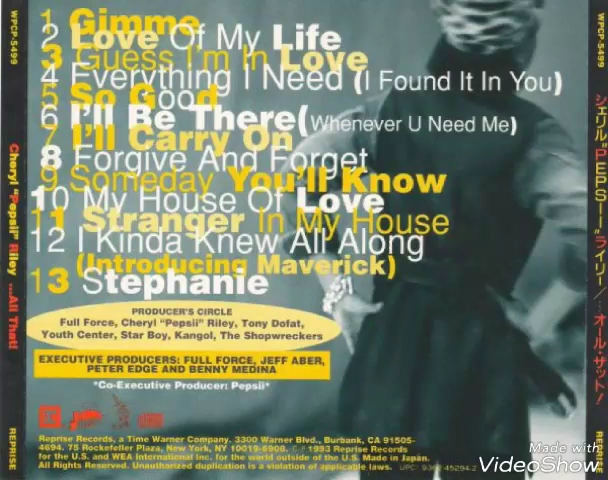 WPCP-5499
Cheryl "Pepsii" Riley ...All That!
REPRISE
1 Gimme
2 Love Of My Life
3 Guess I'm In Love
4 Everything I Need (I Found It In You)
5 So Good
6 I'll Be There(Whenever U Need Me)
7 I'll Carry On
8 Forgive And Forget
9 Someday You'll Know
10 My House Of Love
11 Stranger In My House
12 I Kinda Knew All Along
(Introducing Maverick)
13 Stephanie
PRODUCER'S CIRCLE
Full Force, Cheryl "Pepsii" Riley, Tony Dofat,
Youth Center, Star Boy, Kangol, The Shopwreckers
EXECUTIVE PRODUCERS: FULL FORCE, JEFF ABER,
PETER EDGE AND BENNY MEDINA
*Co-Executive Producer: Pepsii*
Reprise Records, a Time Warner Company. 3300 Warner Blvd., Burbank, CA 91505-
4694. 75 Rockefeller Plaza, New York, NY 10019-6908. 1993 Reprise Records
for the U.S. and WEA International Inc. for the world outside of the U.S. Made in Japan.
All Rights Reserved. Unauthorized duplication is a violation of applicable laws. UPC:
WPCP-5499
シェリル"PEPSII"ライリー/…オール・ザット!
REPRISE
Made with
VideoShow